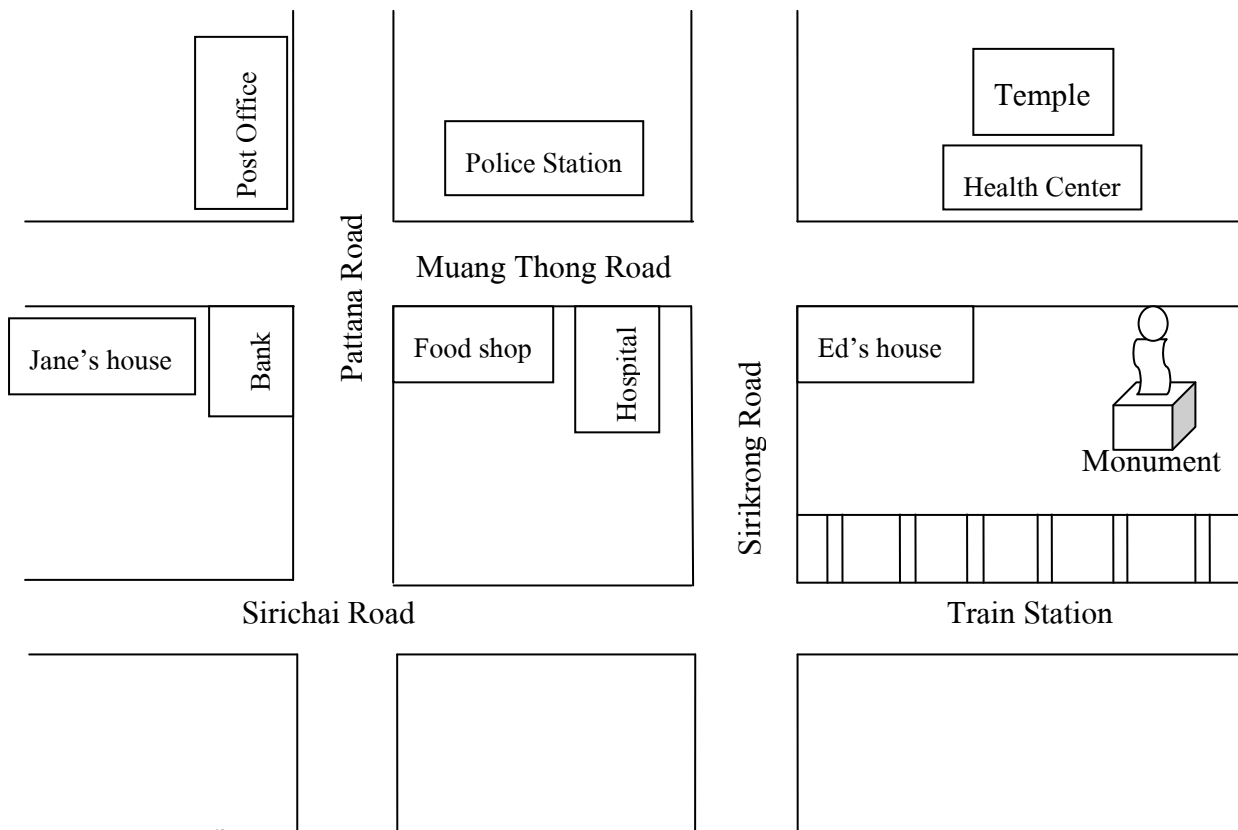 Post Office
Temple
Police Station
Health Center
Pattana Road
Muang Thong Road
Jane’s house
Bank
Food shop
Hospital
Sirikrong Road
Ed’s house
Monument
Sirichai Road
Train Station